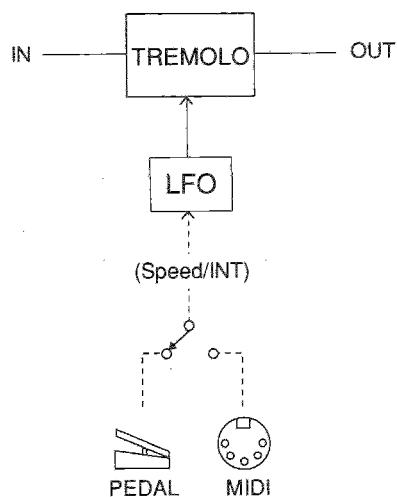 IN
TREMOLO
OUT
LFO
(Speed/INT)
PEDAL
MIDI